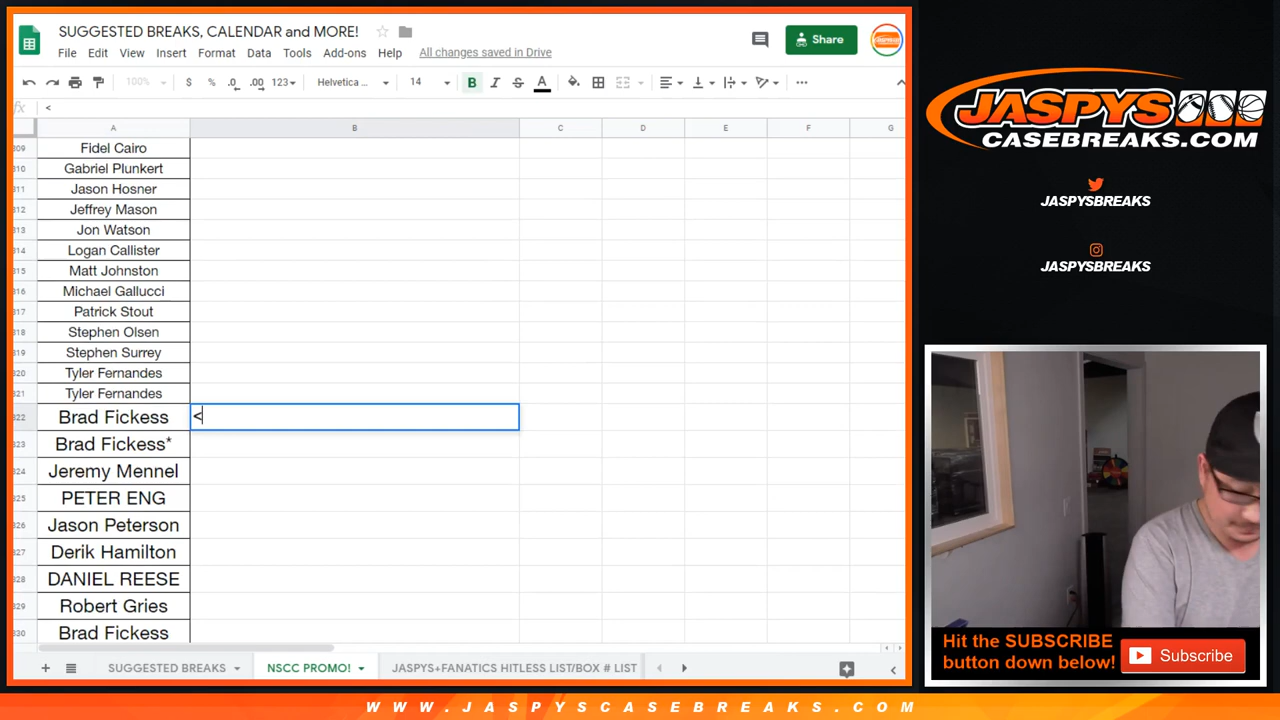 SUGGESTED BREAKS, CALENDAR and MORE!
File Edit View Insert Format Data Tools Add-ons Help All changes saved in Drive
Share
100% $ % .0 .00 123 Helvetica ... 14 B I S A
fx <
A B C D E F G
309 Fidel Cairo
310 Gabriel Plunkert
311 Jason Hosner
312 Jeffrey Mason
313 Jon Watson
314 Logan Callister
315 Matt Johnston
316 Michael Gallucci
317 Patrick Stout
318 Stephen Olsen
319 Stephen Surrey
320 Tyler Fernandes
321 Tyler Fernandes
322 Brad Fickess <
323 Brad Fickess*
324 Jeremy Mennel
325 PETER ENG
326 Jason Peterson
327 Derik Hamilton
328 DANIEL REESE
329 Robert Gries
330 Brad Fickess
SUGGESTED BREAKS NSCC PROMO! JASPYS+FANATICS HITLESS LIST/BOX # LIST
JASPYS
CASEBREAKS.COM
JASPYSBREAKS
JASPYSBREAKS
Hit the SUBSCRIBE
button down below!
Subscribe
WWW.JASPYSCASEBREAKS.COM